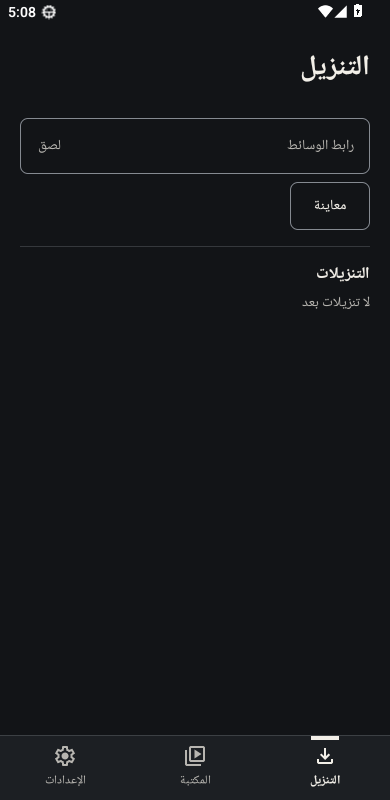 5:08
التنزيل
رابط الوسائط
لصق
معاينة
التنزيلات
لا تنزيلات بعد
التنزيل
المكتبة
الإعدادات